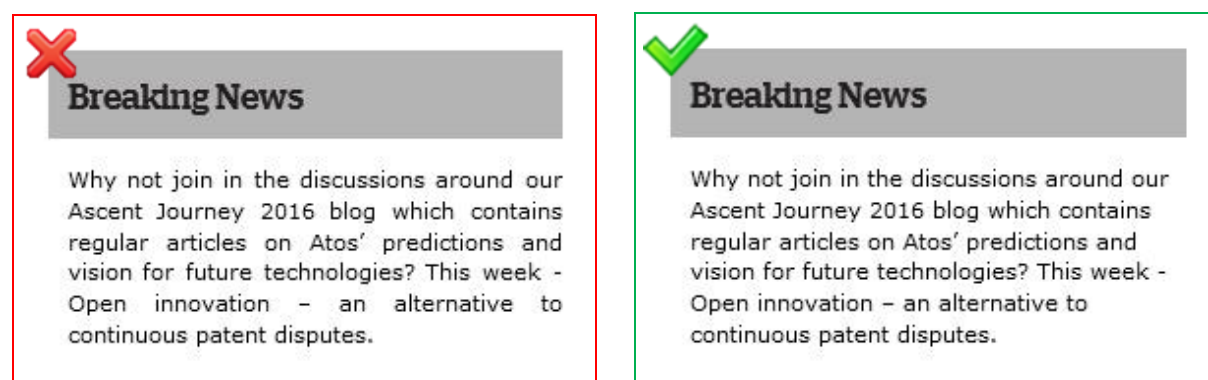 Breaking News
Why not join in the discussions around our
Ascent Journey 2016 blog which contains
regular articles on Atos’ predictions and
vision for future technologies? This week -
Open innovation – an alternative to
continuous patent disputes.
Breaking News
Why not join in the discussions around our
Ascent Journey 2016 blog which contains
regular articles on Atos’ predictions and
vision for future technologies? This week -
Open innovation – an alternative to
continuous patent disputes.